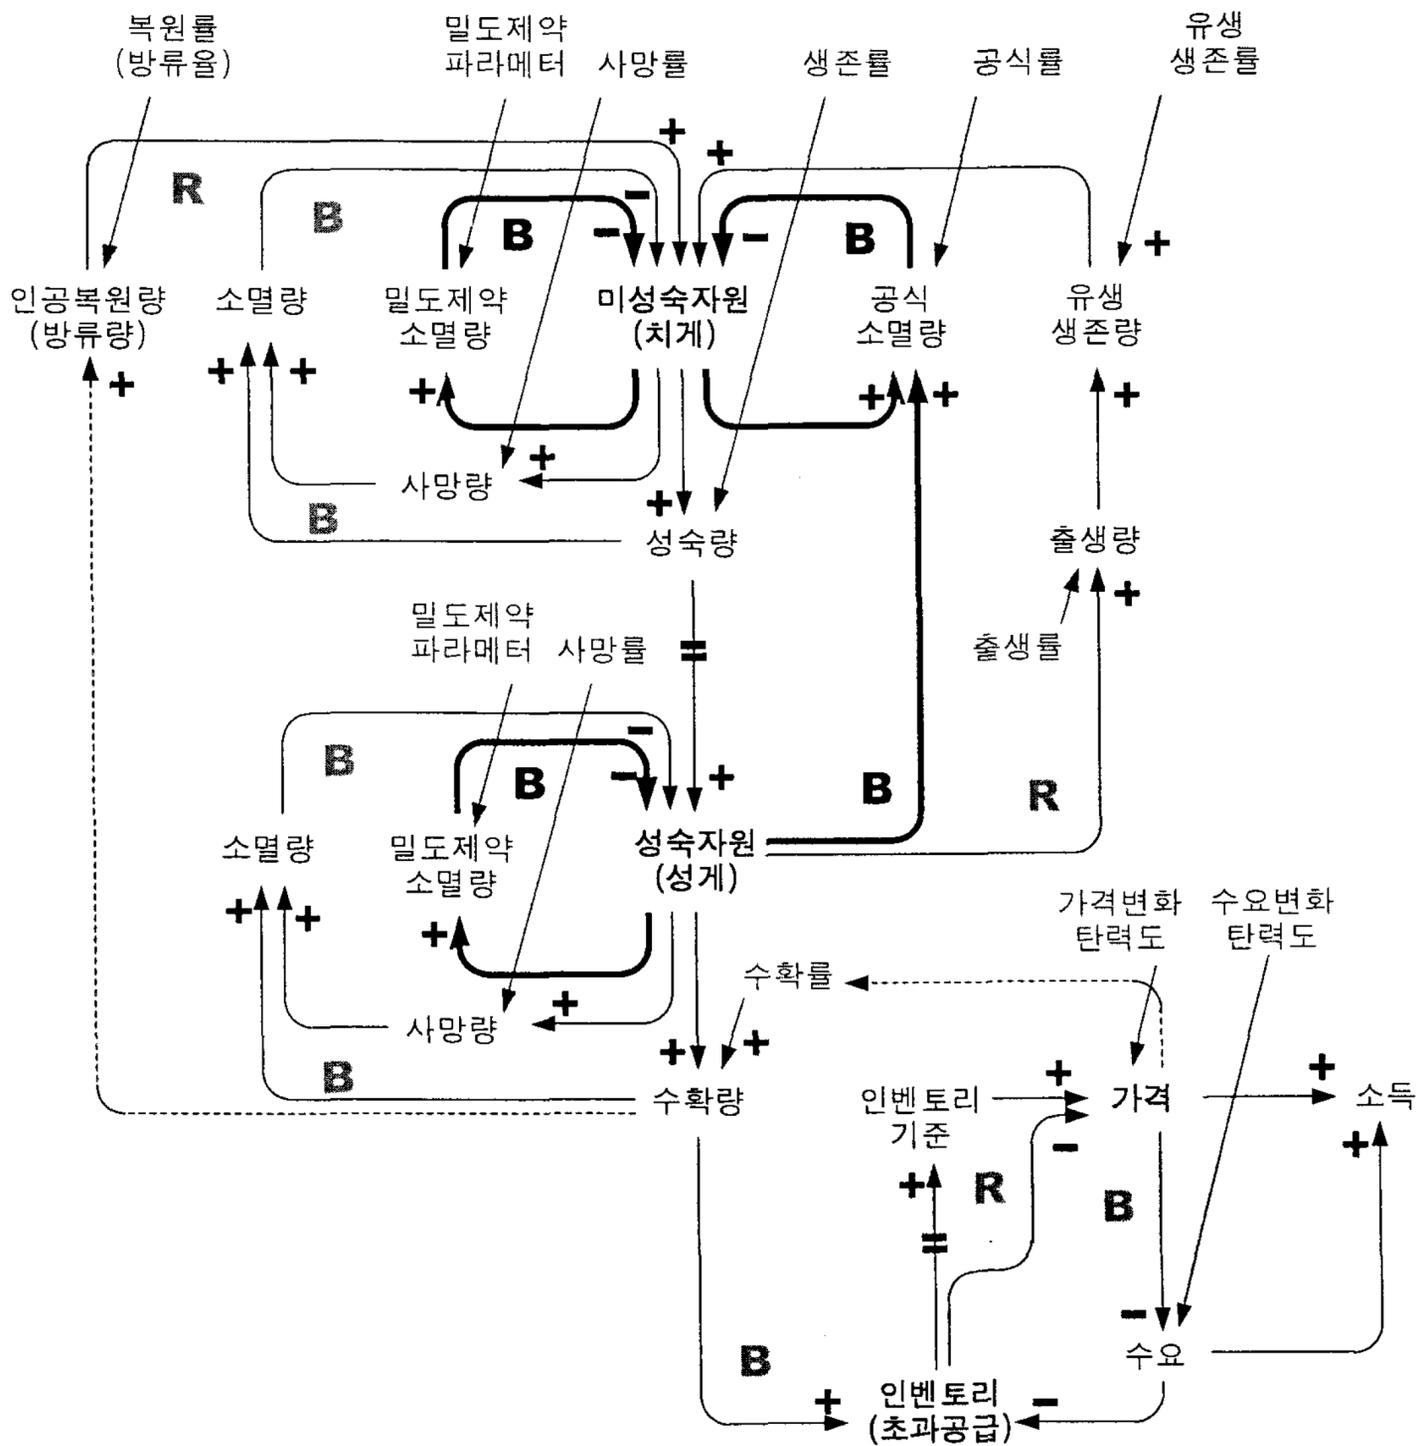 복원률
(방류율)
밀도제약
파라메터
사망률
생존률
공식률
유생
생존률
+
+
R
B
−
B
−
−
B
+
인공복원량
(방류량)
소멸량
밀도제약
소멸량
미성숙자원
(치게)
공식
소멸량
유생
생존량
+
+
+
+
+
+
+
사망량
+
B
+
성숙량
출생량
+
출생률
밀도제약
파라메터
사망률
=
B
−
B
−
+
B
R
소멸량
밀도제약
소멸량
성숙자원
(성게)
+
+
+
가격변화
탄력도
수요변화
탄력도
수확률
사망량
+
+
+
B
수확량
인벤토리
기준
+
가격
+
소득
−
+
+
R
B
=
−
수요
B
+
인벤토리
(초과공급)
−